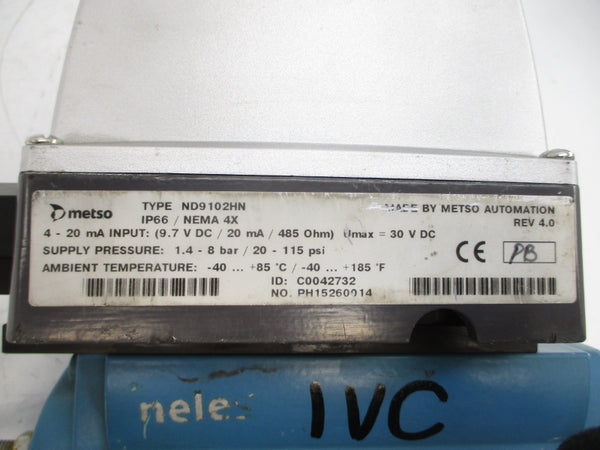 metso
TYPE ND9102HN
IP66 / NEMA 4X
MADE BY METSO AUTOMATION
REV 4.0
4 - 20 mA INPUT: (9.7 V DC / 20 mA / 485 Ohm) Umax = 30 V DC
SUPPLY PRESSURE: 1.4 - 8 bar / 20 - 115 psi
CE PB
AMBIENT TEMPERATURE: -40 ... +85 °C / -40 ... +185 °F
ID: C0042732
NO. PH15260014
neles
IVC